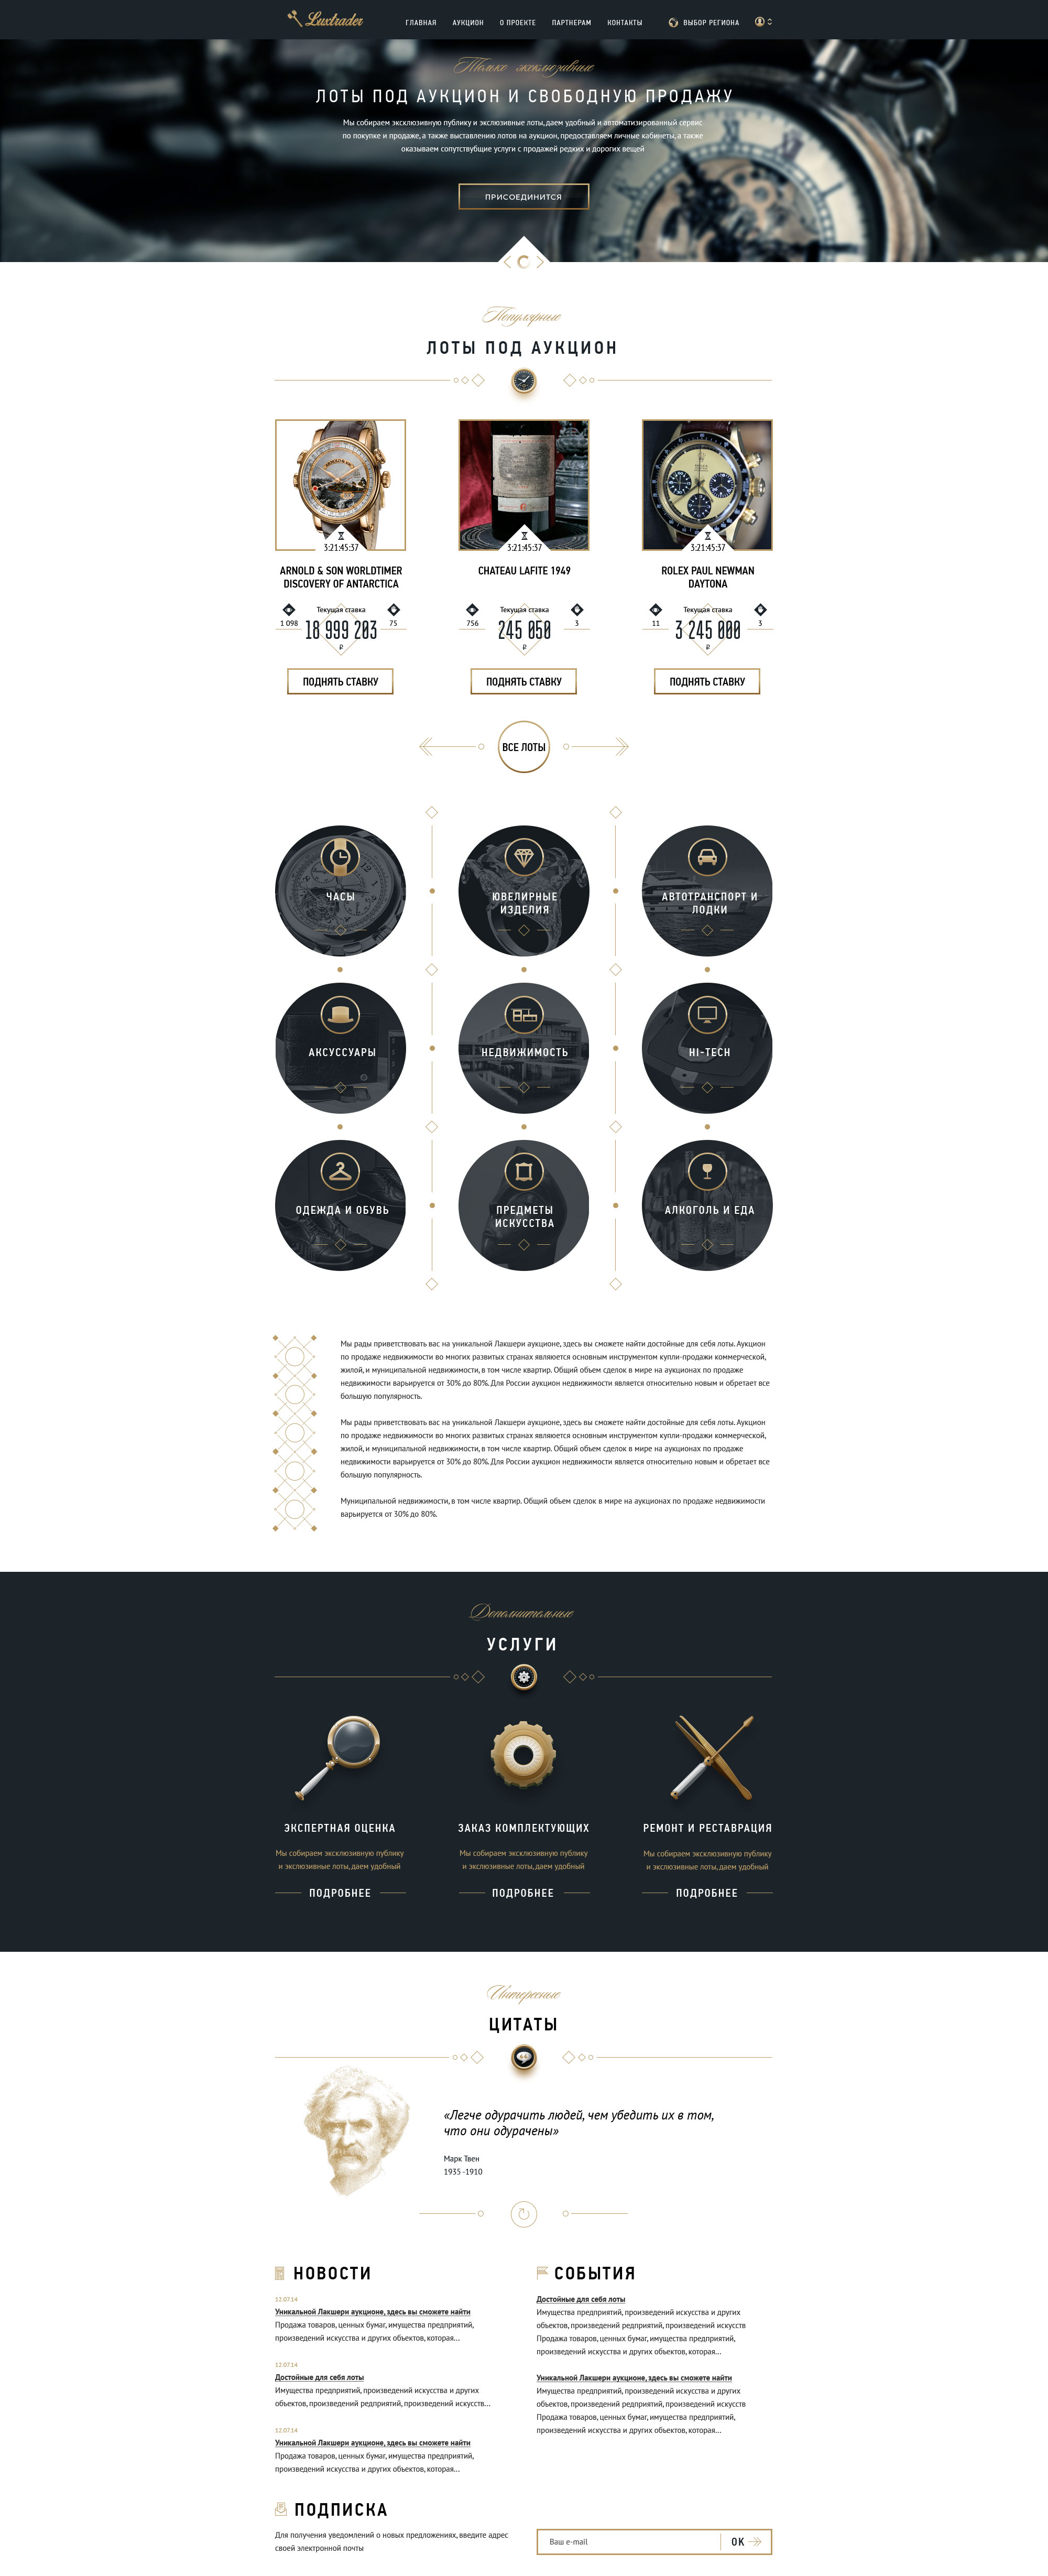 Luxtrader
ГЛАВНАЯ АУКЦИОН О ПРОЕКТЕ ПАРТНЕРАМ КОНТАКТЫ ВЫБОР РЕГИОНА
Только эксклюзивные
ЛОТЫ ПОД АУКЦИОН И СВОБОДНУЮ ПРОДАЖУ
Мы собираем эксклюзивную публику и экслюзивные лоты, даем удобный и автоматизированный сервис
по покупке и продаже, а также выставлению лотов на аукцион, предоставляем личные кабинеты, а также
оказываем сопутствубщие услуги с продажей редких и дорогих вещей
ПРИСОЕДИНИТСЯ
Популярные
ЛОТЫ ПОД АУКЦИОН
3:21:45:37 3:21:45:37 3:21:45:37
ARNOLD & SON WORLDTIMER
DISCOVERY OF ANTARCTICA
CHATEAU LAFITE 1949
ROLEX PAUL NEWMAN
DAYTONA
Текущая ставка Текущая ставка Текущая ставка
1 098 18 999 203 75 756 245 050 3 11 3 245 000 3
₽ ₽ ₽
ПОДНЯТЬ СТАВКУ ПОДНЯТЬ СТАВКУ ПОДНЯТЬ СТАВКУ
ВСЕ ЛОТЫ
ЧАСЫ
ЮВЕЛИРНЫЕ
ИЗДЕЛИЯ
АВТОТРАНСПОРТ И
ЛОДКИ
АКСУССУАРЫ
НЕДВИЖИМОСТЬ
HI-TECH
ОДЕЖДА И ОБУВЬ
ПРЕДМЕТЫ
ИСКУССТВА
АЛКОГОЛЬ И ЕДА
Мы рады приветствовать вас на уникальной Лакшери аукционе, здесь вы сможете найти достойные для себя лоты. Аукцион
по продаже недвижимости во многих развитых странах являюется основным инструментом купли-продажи коммерческой,
жилой, и муниципальной недвижимости, в том числе квартир. Общий объем сделок в мире на аукционах по продаже
недвижимости варьируется от 30% до 80%. Для России аукцион недвижимости является относительно новым и обретает все
большую популярность.
Мы рады приветствовать вас на уникальной Лакшери аукционе, здесь вы сможете найти достойные для себя лоты. Аукцион
по продаже недвижимости во многих развитых странах являюется основным инструментом купли-продажи коммерческой,
жилой, и муниципальной недвижимости, в том числе квартир. Общий объем сделок в мире на аукционах по продаже
недвижимости варьируется от 30% до 80%. Для России аукцион недвижимости является относительно новым и обретает все
большую популярность.
Муниципальной недвижимости, в том числе квартир. Общий объем сделок в мире на аукционах по продаже недвижимости
варьируется от 30% до 80%.
Дополнительные
УСЛУГИ
ЭКСПЕРТНАЯ ОЦЕНКА
Мы собираем эксклюзивную публику
и экслюзивные лоты, даем удобный
ПОДРОБНЕЕ
ЗАКАЗ КОМПЛЕКТУЮЩИХ
Мы собираем эксклюзивную публику
и экслюзивные лоты, даем удобный
ПОДРОБНЕЕ
РЕМОНТ И РЕСТАВРАЦИЯ
Мы собираем эксклюзивную публику
и экслюзивные лоты, даем удобный
ПОДРОБНЕЕ
Интересные
ЦИТАТЫ
«Легче одурачить людей, чем убедить их в том,
что они одурачены»
Марк Твен
1935 -1910
НОВОСТИ
12.07.14
Уникальной Лакшери аукционе, здесь вы сможете найти
Продажа товаров, ценных бумаг, имущества предприятий,
произведений искусства и других объектов, которая...
12.07.14
Достойные для себя лоты
Имущества предприятий, произведений искусства и других
объектов, произведений редприятий, произведений искусств...
12.07.14
Уникальной Лакшери аукционе, здесь вы сможете найти
Продажа товаров, ценных бумаг, имущества предприятий,
произведений искусства и других объектов, которая...
СОБЫТИЯ
Достойные для себя лоты
Имущества предприятий, произведений искусства и других
объектов, произведений редприятий, произведений искусств
Продажа товаров, ценных бумаг, имущества предприятий,
произведений искусства и других объектов, которая...
Уникальной Лакшери аукционе, здесь вы сможете найти
Имущества предприятий, произведений искусства и других
объектов, произведений редприятий, произведений искусств
Продажа товаров, ценных бумаг, имущества предприятий,
произведений искусства и других объектов, которая...
ПОДПИСКА
Для получения уведомлений о новых предложениях, введите адрес
своей электронной почты
Ваш e-mail OK